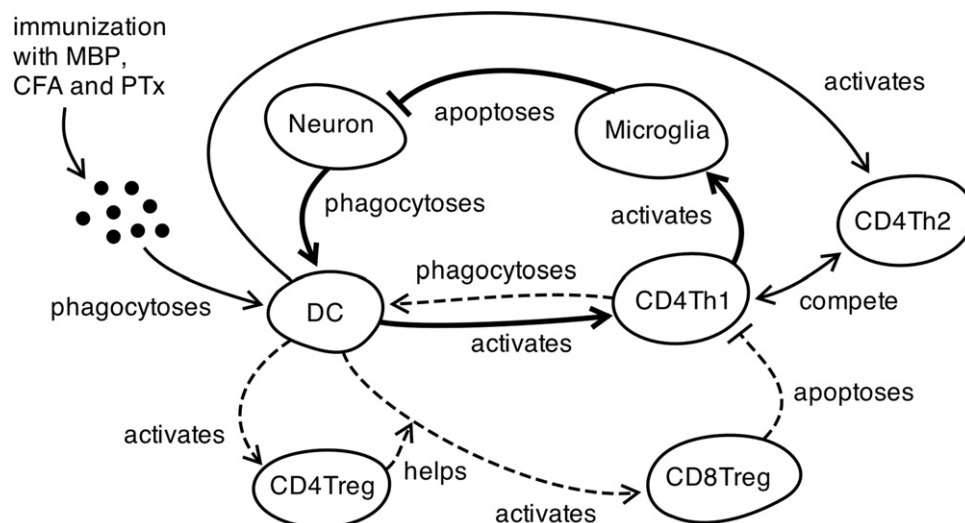 immunization
with MBP,
CFA and PTx
activates
Neuron
apoptoses
Microglia
phagocytoses
activates
CD4Th2
phagocytoses
phagocytoses
DC
CD4Th1
compete
activates
apoptoses
activates
CD4Treg
helps
CD8Treg
activates